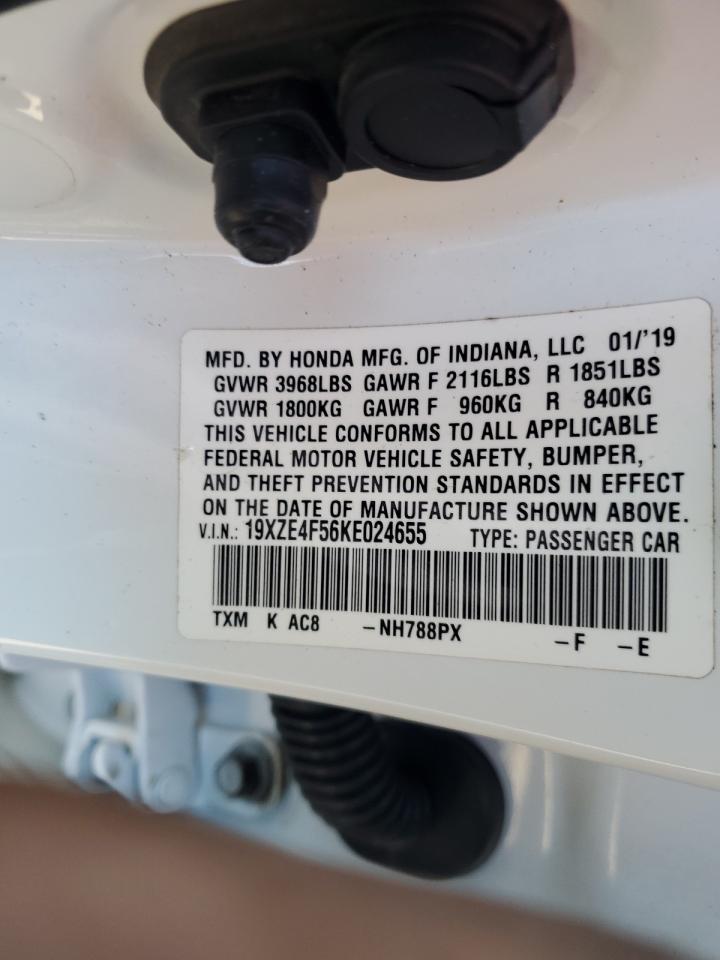 MFD. BY HONDA MFG. OF INDIANA, LLC 01/'19
GVWR 3968LBS GAWR F 2116LBS R 1851LBS
GVWR 1800KG GAWR F 960KG R 840KG
THIS VEHICLE CONFORMS TO ALL APPLICABLE
FEDERAL MOTOR VEHICLE SAFETY, BUMPER,
AND THEFT PREVENTION STANDARDS IN EFFECT
ON THE DATE OF MANUFACTURE SHOWN ABOVE.
V.I.N.: 19XZE4F56KE024655 TYPE: PASSENGER CAR
TXM K AC8 –NH788PX –F –E